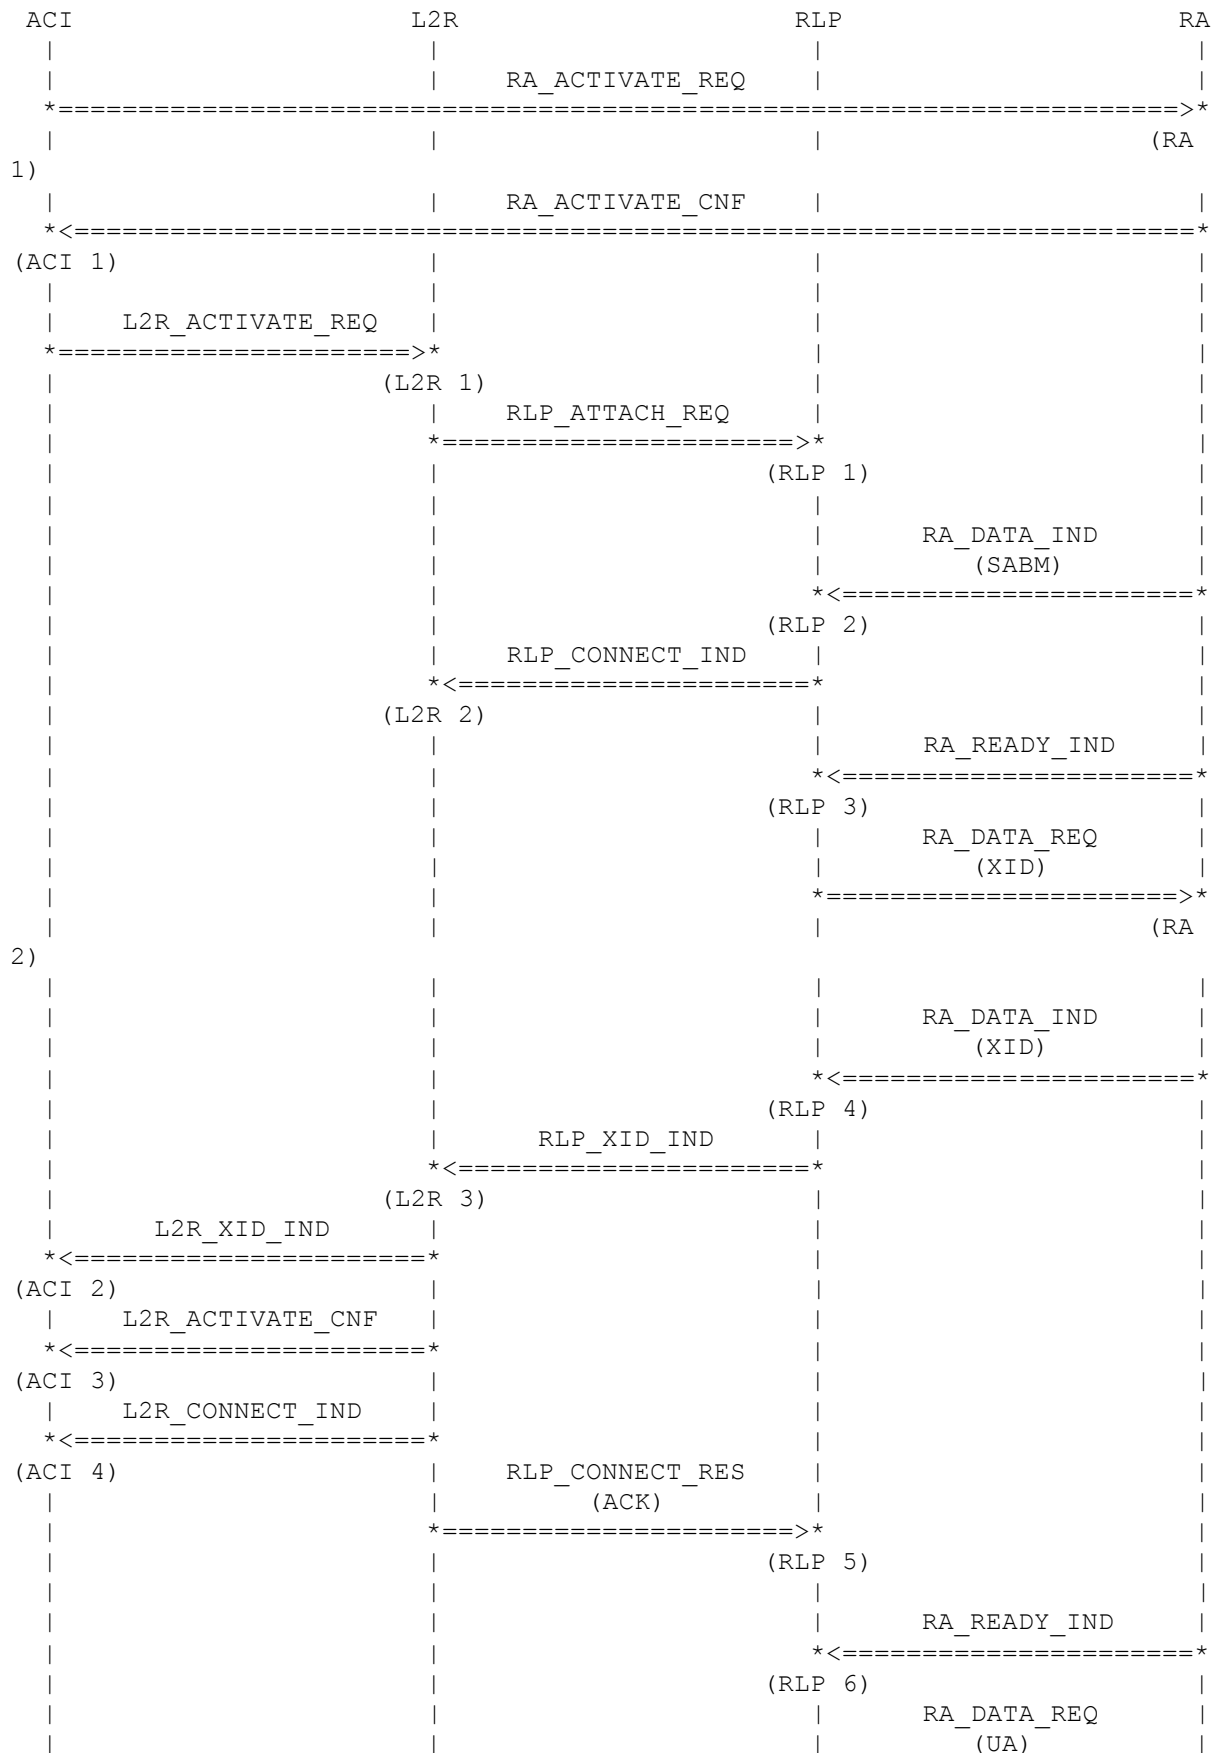 ACI                     L2R                     RLP                     RA
 |                       |                       |                       |
 |                       |    RA_ACTIVATE_REQ    |                       |
 *======================================================================>*
 |                       |                       |                    (RA
1)
 |                       |    RA_ACTIVATE_CNF    |                       |
 *<======================================================================*
(ACI 1)                  |                       |                       |
 |                       |                       |                       |
 |    L2R_ACTIVATE_REQ   |                       |                       |
 *======================>*                       |                       |
 |                    (L2R 1)                    |                       |
 |                       |    RLP_ATTACH_REQ     |                       |
 |                       *======================>*                       |
 |                       |                    (RLP 1)                    |
 |                       |                       |                       |
 |                       |                       |      RA_DATA_IND      |
 |                       |                       |         (SABM)        |
 |                       |                       *<======================*
 |                       |                    (RLP 2)                    |
 |                       |    RLP_CONNECT_IND    |                       |
 |                       *<======================*                       |
 |                    (L2R 2)                    |                       |
 |                       |                       |      RA_READY_IND     |
 |                       |                       *<======================*
 |                       |                    (RLP 3)                    |
 |                       |                       |      RA_DATA_REQ      |
 |                       |                       |         (XID)         |
 |                       |                       *======================>*
 |                       |                       |                    (RA
2)
 |                       |                       |                       |
 |                       |                       |      RA_DATA_IND      |
 |                       |                       |         (XID)         |
 |                       |                       *<======================*
 |                       |                    (RLP 4)                    |
 |                       |      RLP_XID_IND      |                       |
 |                       *<======================*                       |
 |                    (L2R 3)                    |                       |
 |      L2R_XID_IND      |                       |                       |
 *<======================*                       |                       |
(ACI 2)                  |                       |                       |
 |    L2R_ACTIVATE_CNF   |                       |                       |
 *<======================*                       |                       |
(ACI 3)                  |                       |                       |
 |    L2R_CONNECT_IND    |                       |                       |
 *<======================*                       |                       |
(ACI 4)                  |    RLP_CONNECT_RES    |                       |
 |                       |         (ACK)         |                       |
 |                       *======================>*                       |
 |                       |                    (RLP 5)                    |
 |                       |                       |                       |
 |                       |                       |      RA_READY_IND     |
 |                       |                       *<======================*
 |                       |                    (RLP 6)                    |
 |                       |                       |      RA_DATA_REQ      |
 |                       |                       |         (UA)          |